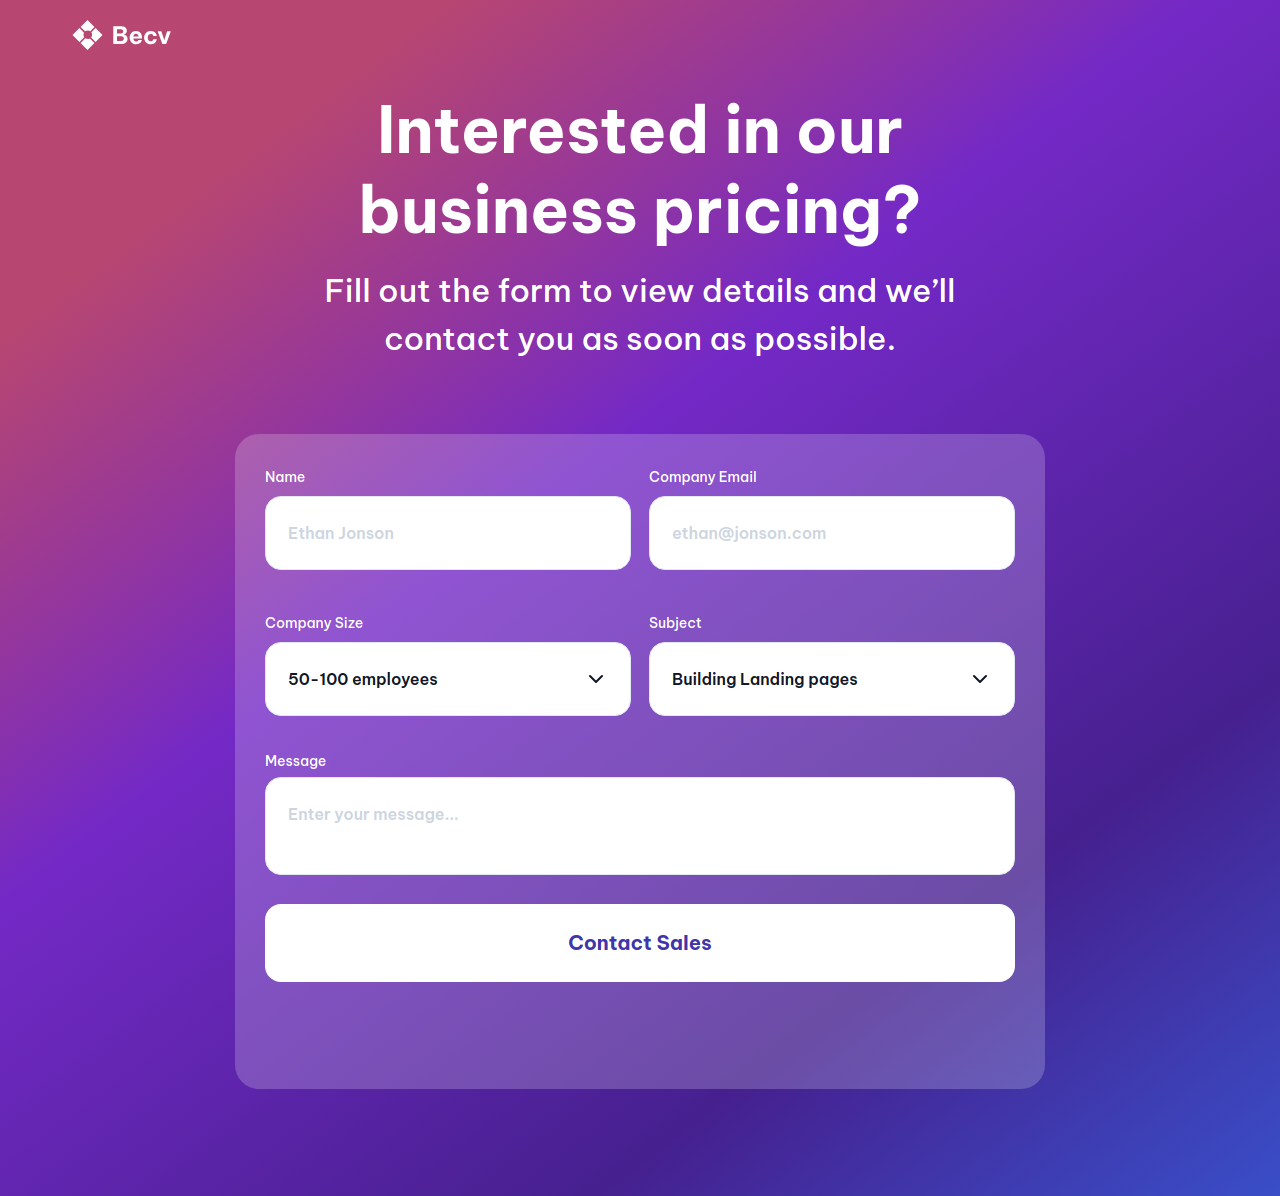 Becv
Interested in our
business pricing?
Fill out the form to view details and we’ll
contact you as soon as possible.
Name
Company Email
Ethan Jonson
ethan@jonson.com
Company Size
Subject
50-100 employees
Building Landing pages
Message
Enter your message...
Contact Sales